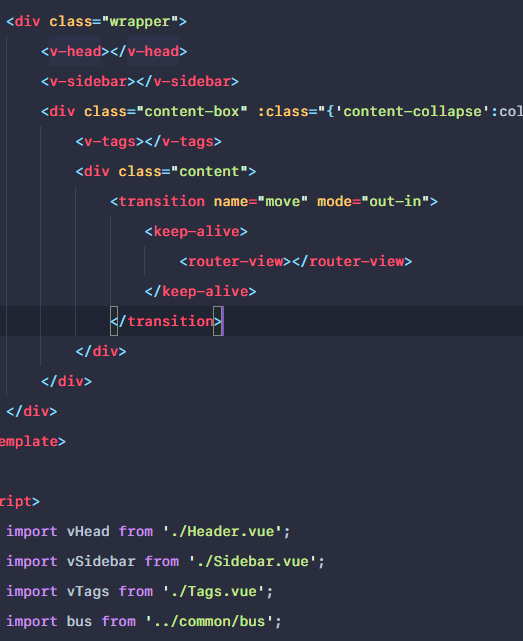 <div class="wrapper">
<v-head></v-head>
<v-sidebar></v-sidebar>
<div class="content-box" :class="{'content-collapse':col
<v-tags></v-tags>
<div class="content">
<transition name="move" mode="out-in">
<keep-alive>
<router-view></router-view>
</keep-alive>
</transition>
</div>
</div>
</div>
emplate>
ript>
import vHead from './Header.vue';
import vSidebar from './Sidebar.vue';
import vTags from './Tags.vue';
import bus from '../common/bus';